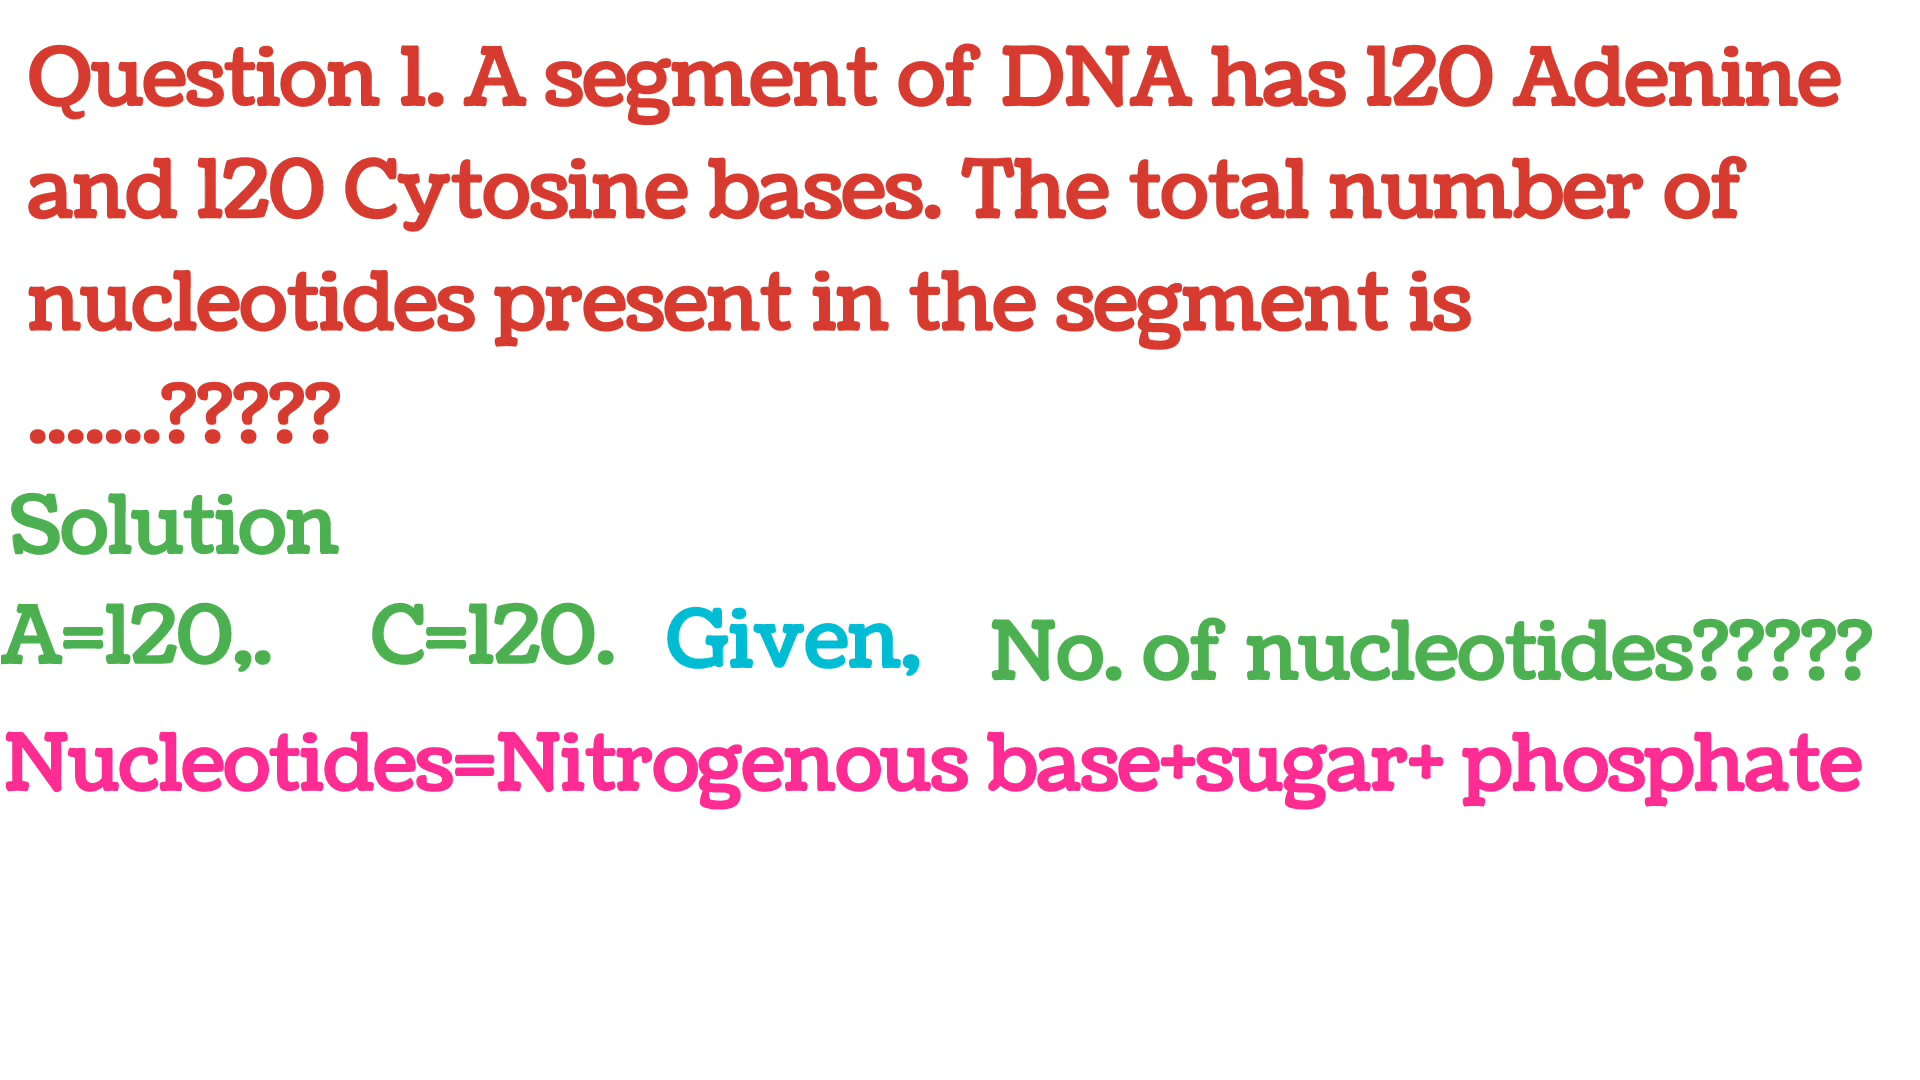 Question 1. A segment of DNA has 120 Adenine
and 120 Cytosine bases. The total number of
nucleotides present in the segment is
.......?????
Solution
A=120,. C=120. Given, No. of nucleotides?????
Nucleotides=Nitrogenous base+sugar+ phosphate